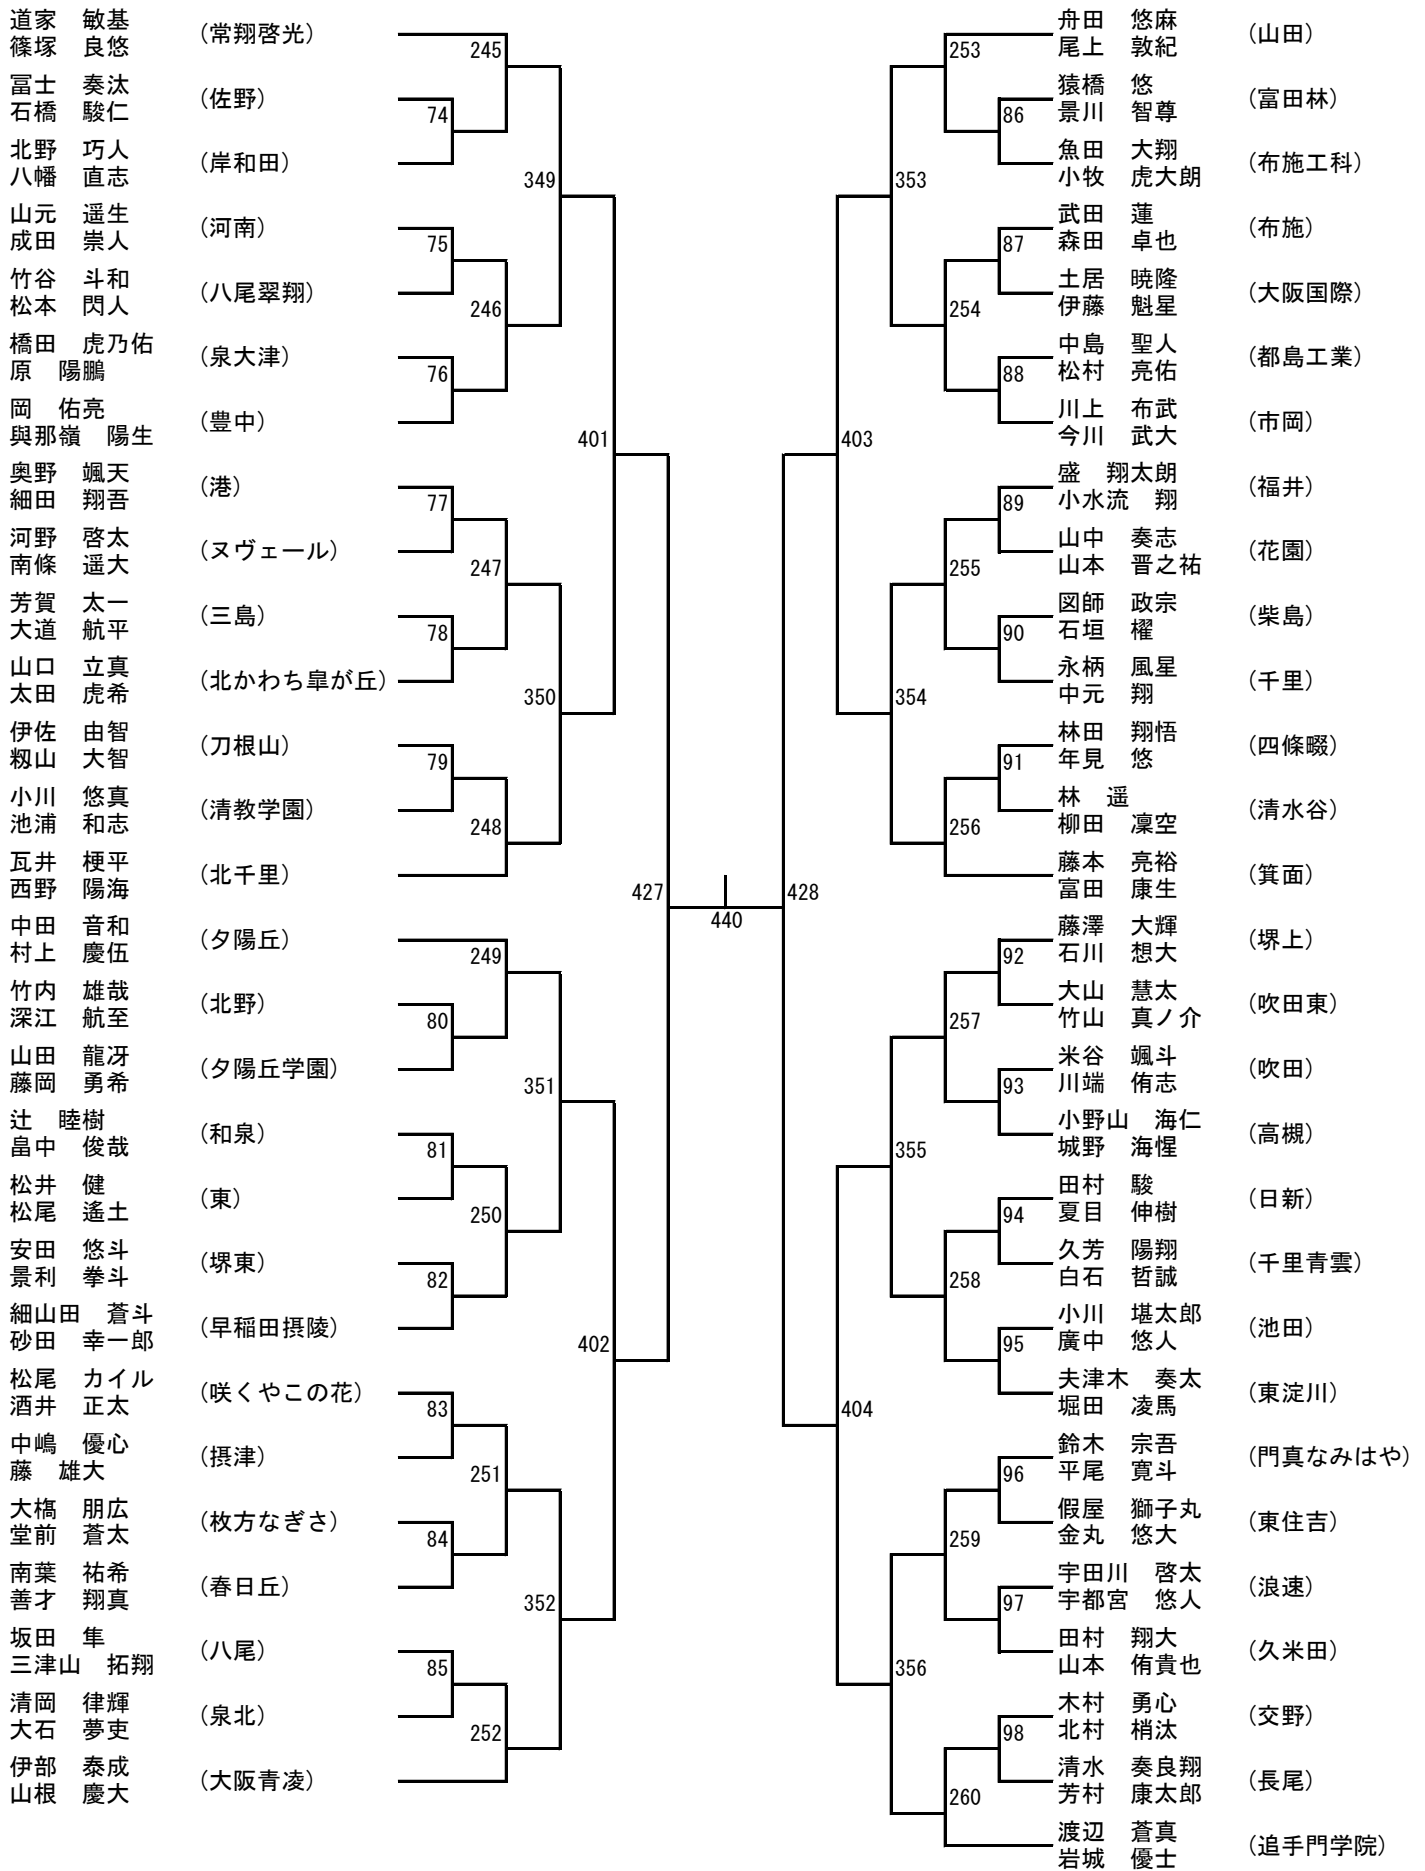 道家　敏基
篠塚　良悠
（常翔啓光）
245
冨士　奏汰
石橋　駿仁
（佐野）
74
北野　巧人
八幡　直志
（岸和田）
349
山元　遥生
成田　崇人
（河南）
75
竹谷　斗和
松本　閃人
（八尾翠翔）
246
橋田　虎乃佑
原　陽鵬
（泉大津）
76
岡　佑亮
與那嶺　陽生
（豊中）
401
奥野　颯天
細田　翔吾
（港）
77
河野　啓太
南條　遥大
（ヌヴェール）
247
芳賀　太一
大道　航平
（三島）
78
山口　立真
太田　虎希
（北かわち皐が丘）
350
伊佐　由智
籾山　大智
（刀根山）
79
小川　悠真
池浦　和志
（清教学園）
248
瓦井　梗平
西野　陽海
（北千里）
427
中田　音和
村上　慶伍
（夕陽丘）
249
竹内　雄哉
深江　航至
（北野）
80
山田　龍冴
藤岡　勇希
（夕陽丘学園）
351
辻　睦樹
畠中　俊哉
（和泉）
81
松井　健
松尾　遙土
（東）
250
安田　悠斗
景利　拳斗
（堺東）
82
細山田　蒼斗
砂田　幸一郎
（早稲田摂陵）
402
松尾　カイル
酒井　正太
（咲くやこの花）
83
中嶋　優心
藤　雄大
（摂津）
251
大槗　朋広
堂前　蒼太
（枚方なぎさ）
84
南葉　祐希
善才　翔真
（春日丘）
352
坂田　隼
三津山　拓翔
（八尾）
85
清岡　律輝
大石　夢吏
（泉北）
252
伊部　泰成
山根　慶大
（大阪青凌）
440
舟田　悠麻
尾上　敦紀
（山田）
253
猿橋　悠
景川　智尊
（富田林）
86
魚田　大翔
小牧　虎大朗
（布施工科）
353
武田　蓮
森田　卓也
（布施）
87
土居　暁隆
伊藤　魁星
（大阪国際）
254
中島　聖人
松村　亮佑
（都島工業）
88
川上　布武
今川　武大
（市岡）
403
盛　翔太朗
小水流　翔
（福井）
89
山中　奏志
山本　晋之祐
（花園）
255
図師　政宗
石垣　櫂
（柴島）
90
永柄　風星
中元　翔
（千里）
354
林田　翔悟
年見　悠
（四條畷）
91
林　遥
柳田　凜空
（清水谷）
256
藤本　亮裕
富田　康生
（箕面）
428
藤澤　大輝
石川　想大
（堺上）
92
大山　慧太
竹山　真ノ介
（吹田東）
257
米谷　颯斗
川端　侑志
（吹田）
93
小野山　海仁
城野　海惺
（高槻）
355
田村　駿
夏目　伸樹
（日新）
94
久芳　陽翔
白石　哲誠
（千里青雲）
258
小川　堪太郎
廣中　悠人
（池田）
95
夫津木　奏太
堀田　凌馬
（東淀川）
404
鈴木　宗吾
平尾　寛斗
（門真なみはや）
96
假屋　獅子丸
金丸　悠大
（東住吉）
259
宇田川　啓太
宇都宮　悠人
（浪速）
97
田村　翔大
山本　侑貴也
（久米田）
356
木村　勇心
北村　梢汰
（交野）
98
清水　奏良翔
芳村　康太郎
（長尾）
260
渡辺　蒼真
岩城　優士
（追手門学院）